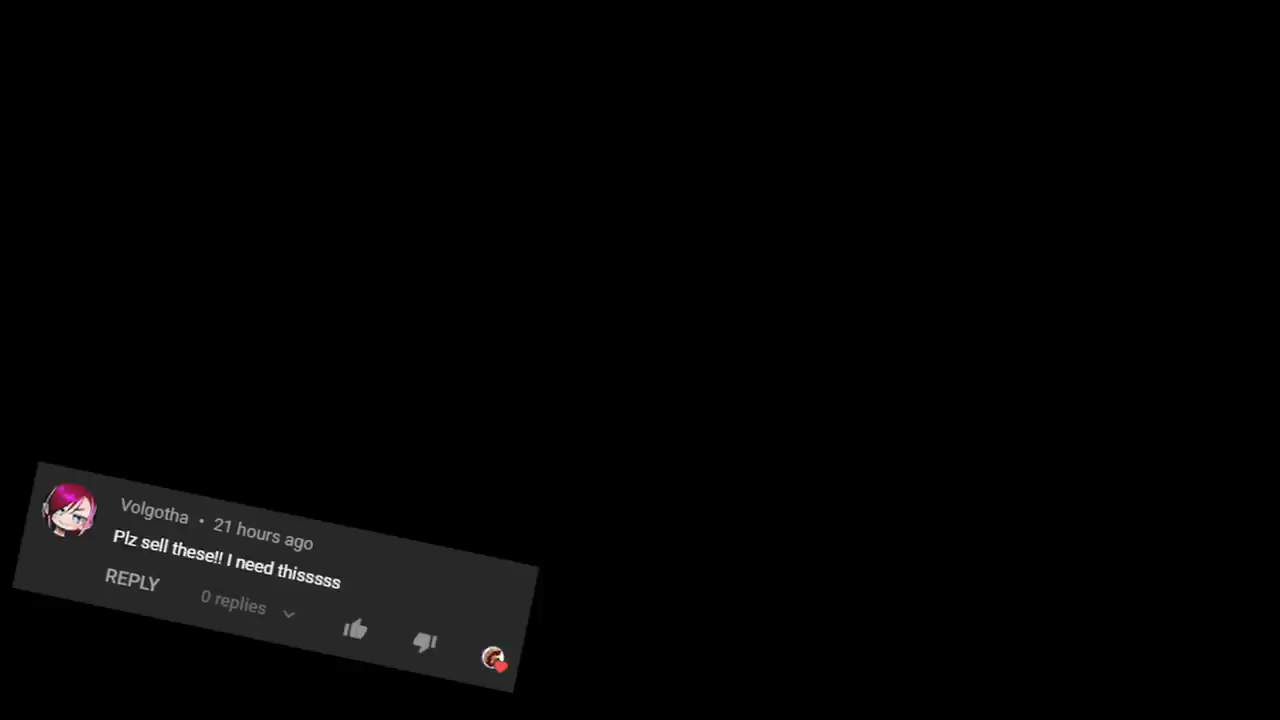 Volgotha • 21 hours ago
Plz sell these!! I need thisssss
REPLY 0 replies